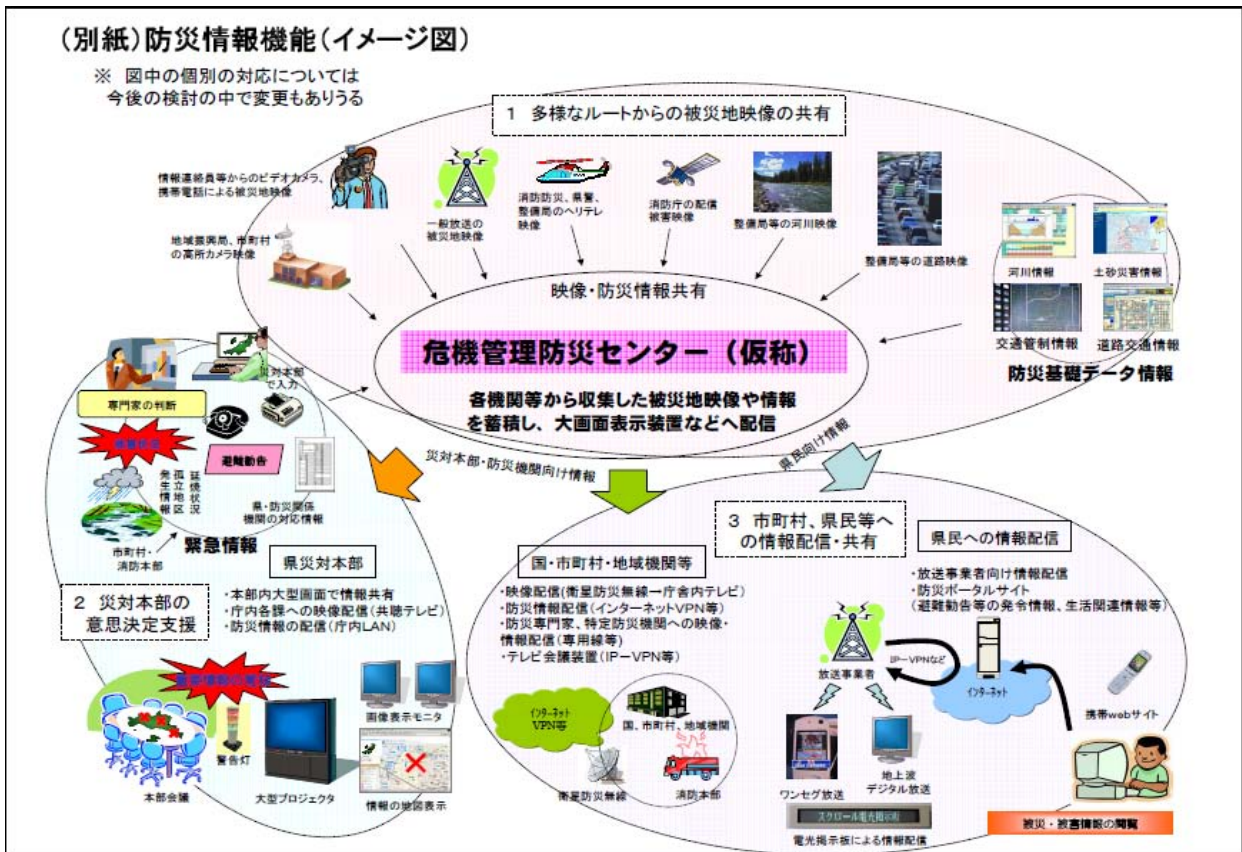 (別紙)防災情報機能(イメージ図)
※ 図中の個別の対応については
今後の検討の中で変更もありうる
1 多様なルートからの被災地映像の共有
情報連絡員等からのビデオカメラ、
携帯電話による被災地映像
一般放送の
被災地映像
消防防災、県警、
整備局のヘリテレ
映像
消防庁の配信
被害映像
整備局等の河川映像
整備局等の道路映像
地域振興局、市町村
の高所カメラ映像
河川情報
土砂災害情報
交通管制情報
道路交通情報
防災基礎データ情報
映像・防災情報共有
危機管理防災センター(仮称)
各機関等から収集した被災地映像や情報
を蓄積し、大画面表示装置などへ配信
災対本部
で入力
専門家の判断
避難勧告
発生情報
孤立地区
延焼状況
県・防災関係
機関の対応情報
市町村・
消防本部
緊急情報
災対本部・防災機関向け情報
県民向け情報
2 災対本部の
意思決定支援
県災対本部
・本部内大型画面で情報共有
・庁内各課への映像配信(共聴テレビ)
・防災情報の配信(庁内LAN)
本部会議
警告灯
大型プロジェクタ
画像表示モニタ
情報の地図表示
3 市町村、県民等へ
の情報配信・共有
国・市町村・地域機関等
・映像配信(衛星防災無線ー庁舎内テレビ)
・防災情報配信(インターネットVPN等)
・防災専門家、特定防災機関への映像・
情報配信(専用線等)
・テレビ会議装置(IP-VPN等)
インターネット
VPN等
国、市町村、地域機関
衛星防災無線
消防本部
県民への情報配信
・放送事業者向け情報配信
・防災ポータルサイト
(避難勧告等の発令情報、生活関連情報等)
放送事業者
IP-VPNなど
インターネット
携帯webサイト
ワンセグ放送
地上波
デジタル放送
スクロール電光掲示板
電光掲示板による情報配信
被災・被害情報の閲覧